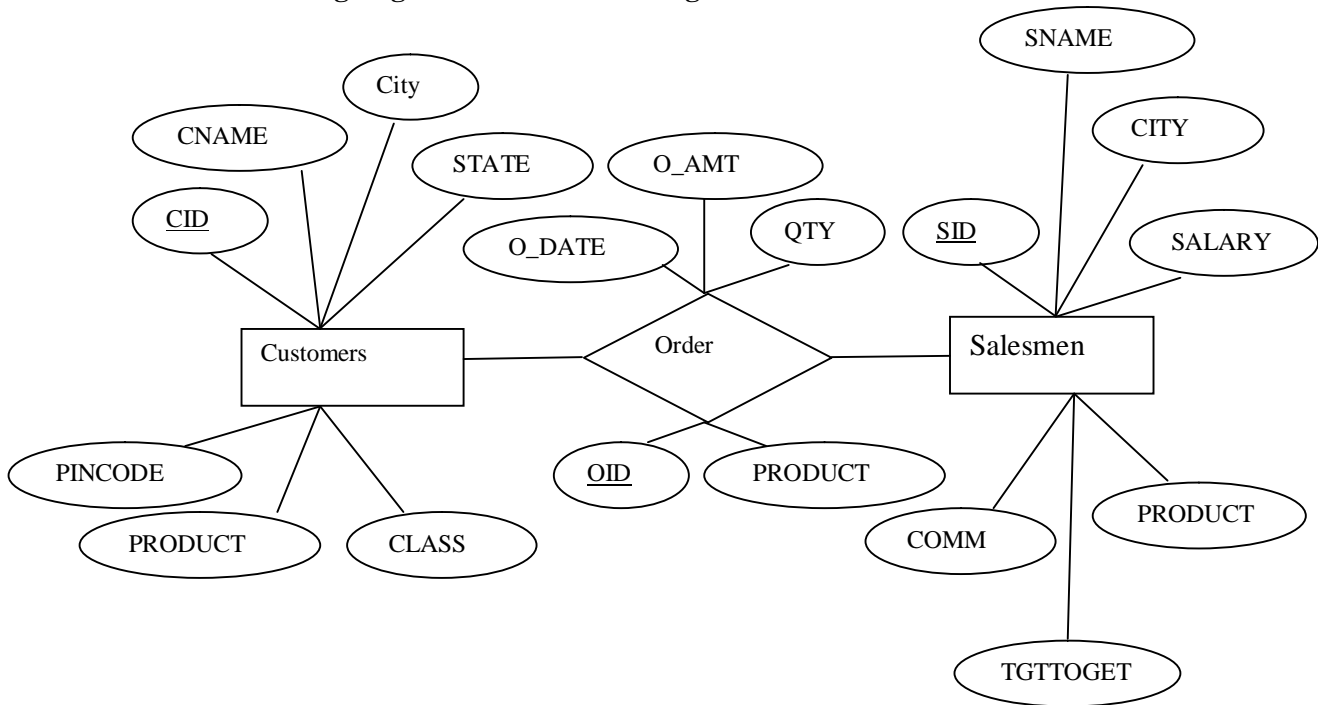 SNAME
City
CNAME
CITY
STATE
O_AMT
CID
QTY
SID
O_DATE
SALARY
Customers
Order
Salesmen
PINCODE
OID
PRODUCT
PRODUCT
PRODUCT
CLASS
COMM
TGTTOGET